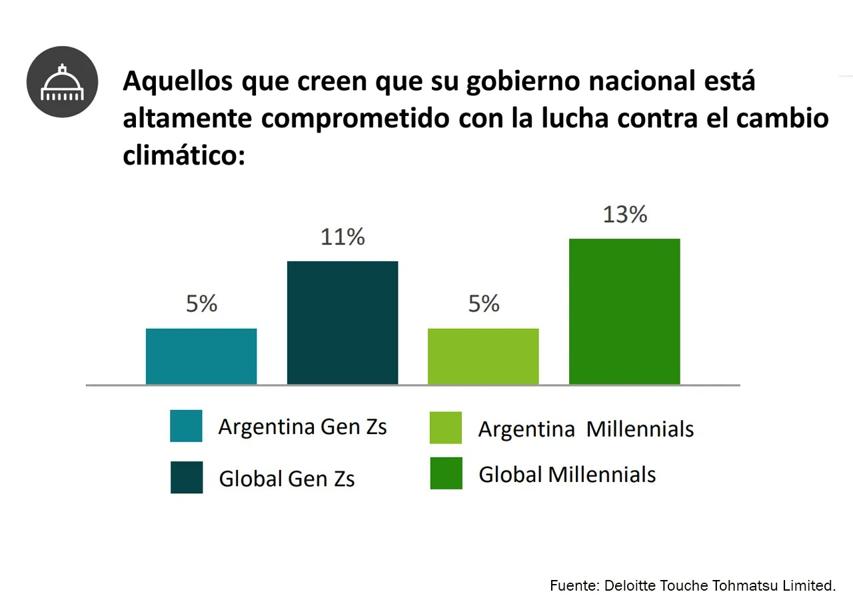 Aquellos que creen que su gobierno nacional está
altamente comprometido con la lucha contra el cambio
climático:
13%
11%
5%
5%
Argentina Gen Zs
Argentina Millennials
Global Gen Zs
Global Millennials
Fuente: Deloitte Touche Tohmatsu Limited.